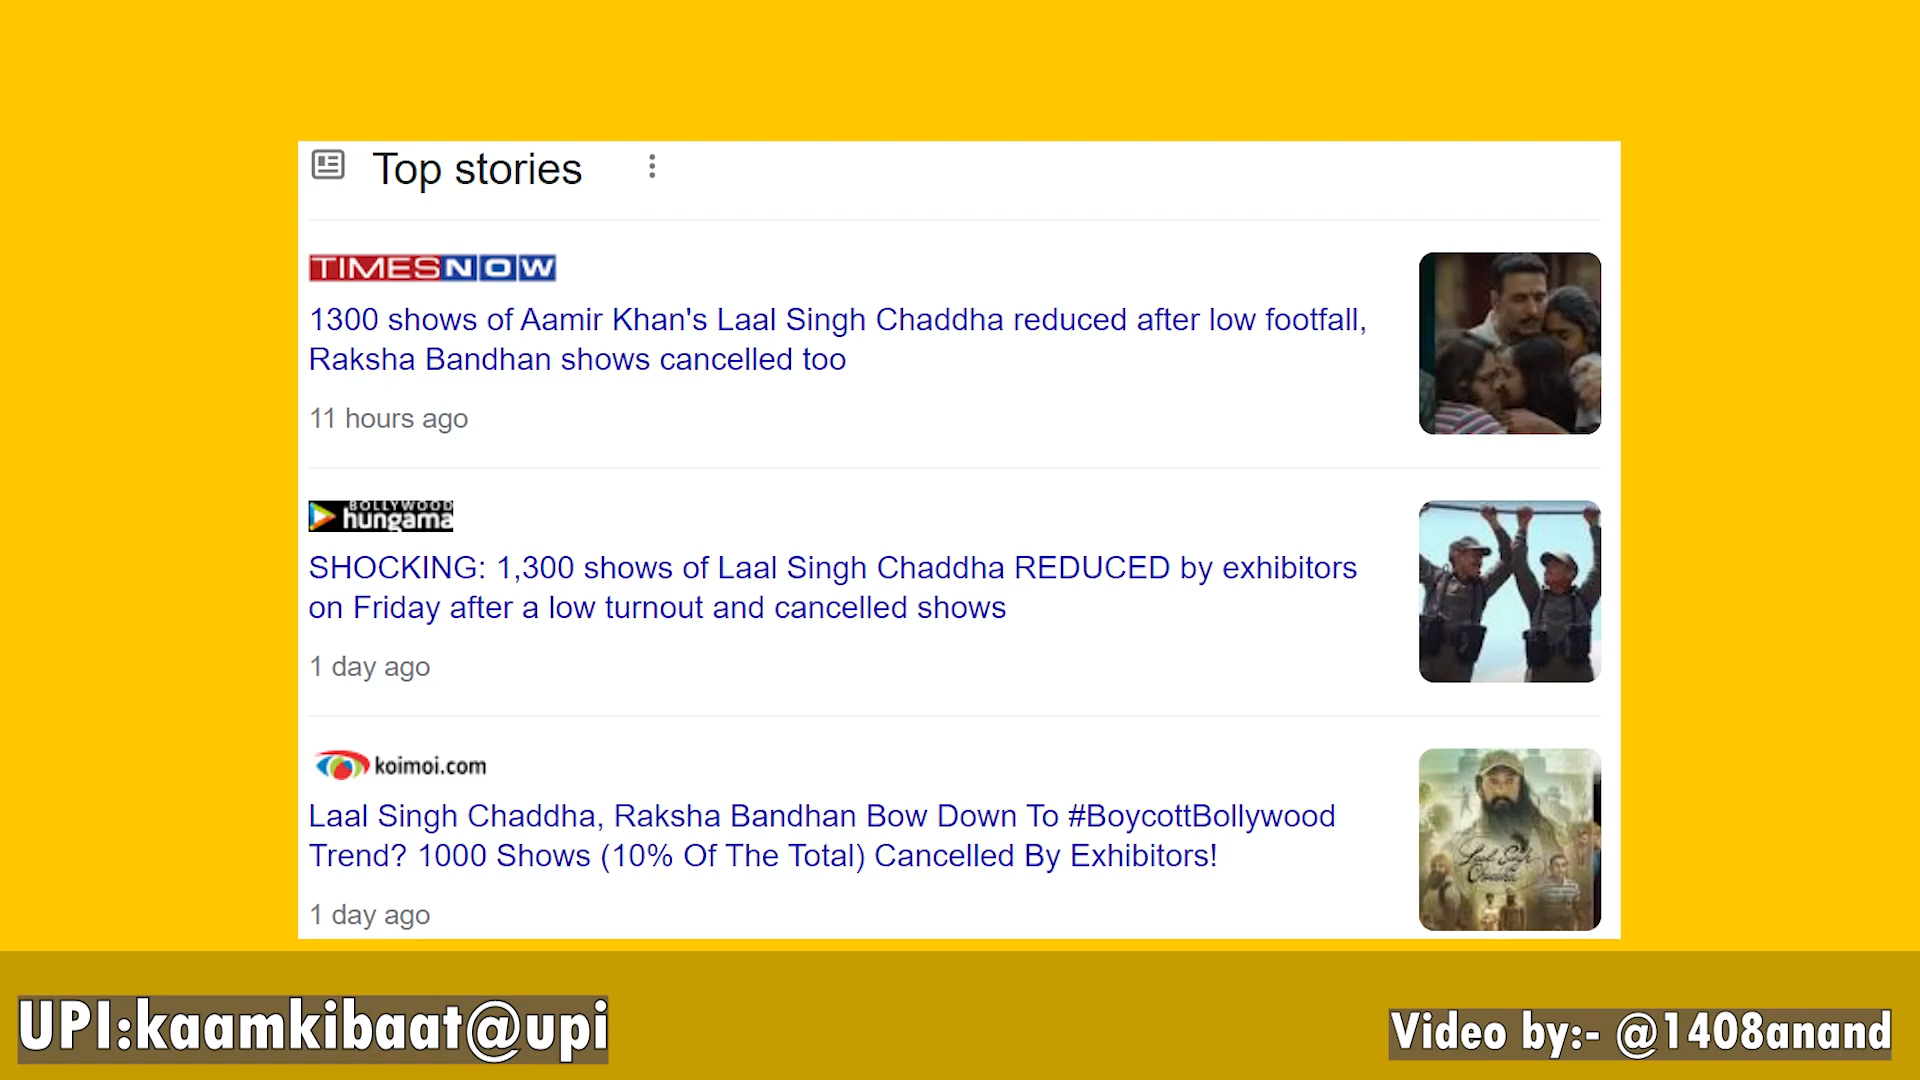 Top stories
TIMES NOW
1300 shows of Aamir Khan's Laal Singh Chaddha reduced after low footfall,
Raksha Bandhan shows cancelled too
11 hours ago
BOLLYWOOD
hungama
SHOCKING: 1,300 shows of Laal Singh Chaddha REDUCED by exhibitors
on Friday after a low turnout and cancelled shows
1 day ago
koimoi.com
Laal Singh Chaddha, Raksha Bandhan Bow Down To #BoycottBollywood
Trend? 1000 Shows (10% Of The Total) Cancelled By Exhibitors!
Laal Singh
Chaddha
1 day ago
UPI:kaamkibaat@upi
Video by:- @1408anand